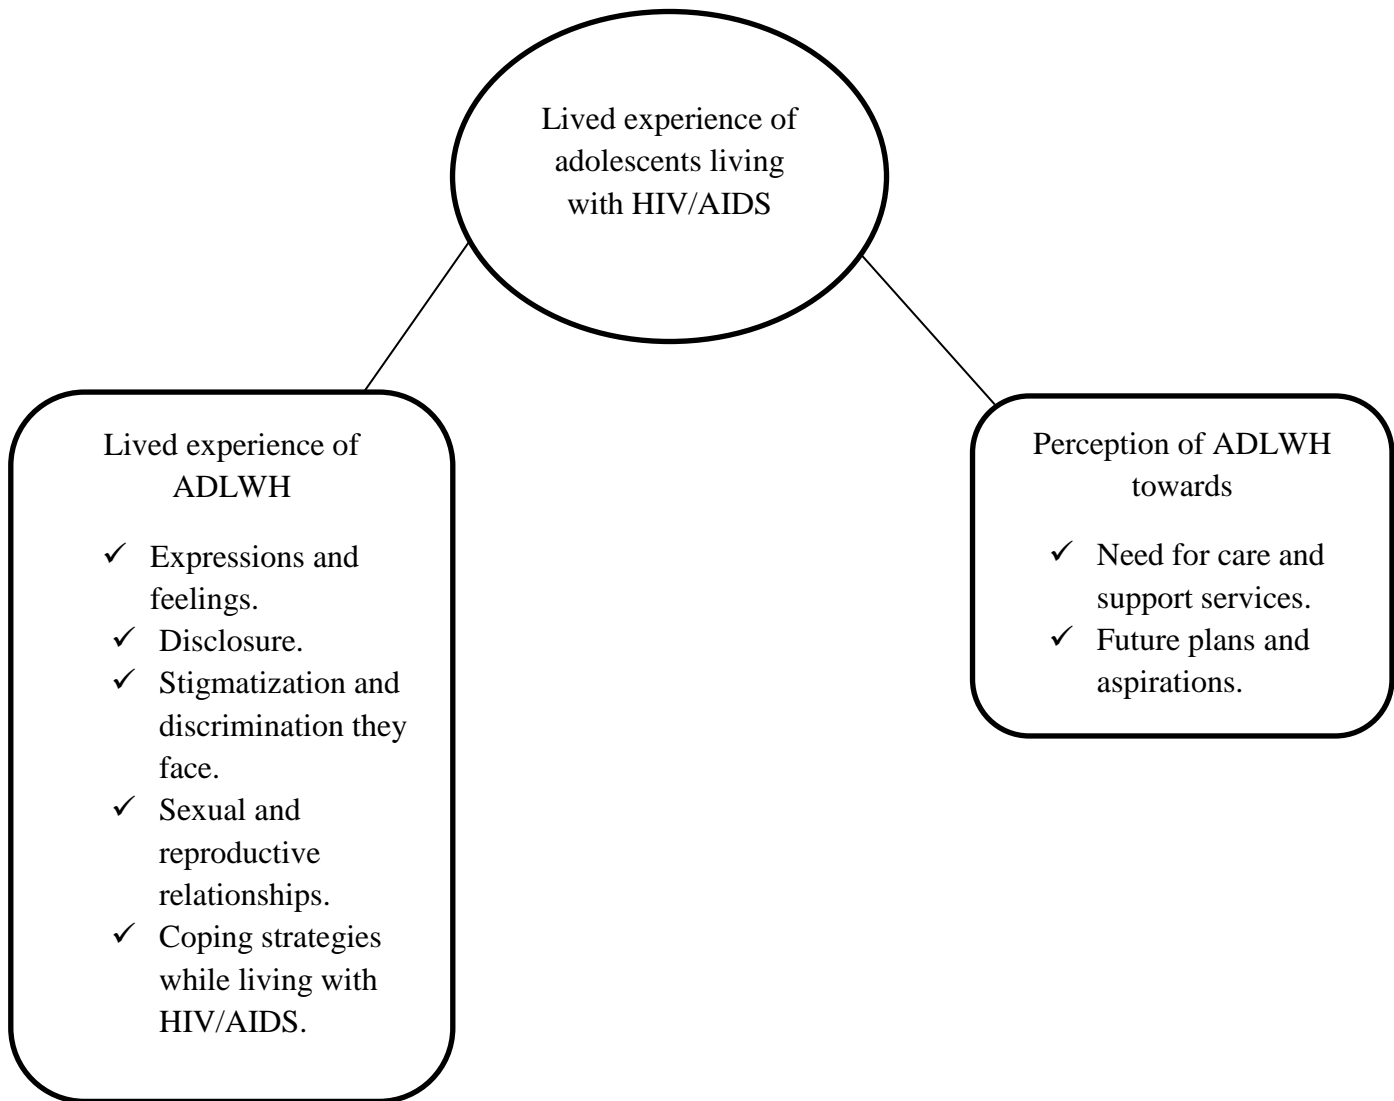 Lived experience of
adolescents living
with HIV/AIDS
Lived experience of
ADLWH
✓ Expressions and
feelings.
✓ Disclosure.
✓ Stigmatization and
discrimination they
face.
✓ Sexual and
reproductive
relationships.
✓ Coping strategies
while living with
HIV/AIDS.
Perception of ADLWH
towards
✓ Need for care and
support services.
✓ Future plans and
aspirations.